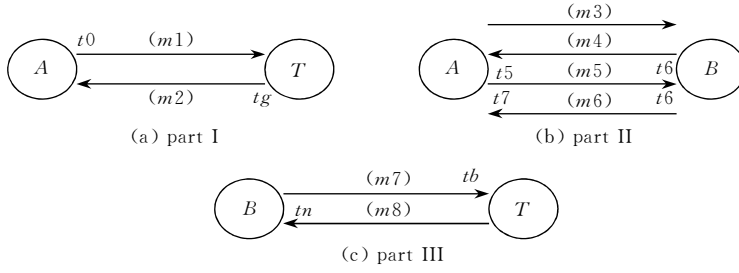 (m3)
t0 (m1)
(m4)
A T A B
t5 (m5) t6
(m2) tg
t7 (m6) t6
(a) part I (b) part II
(m7) tb
B T
tn (m8)
(c) part III